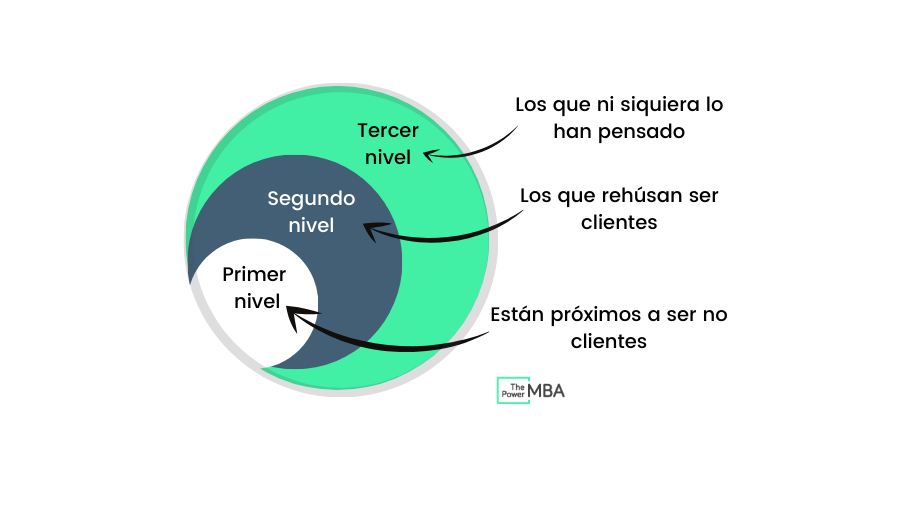 Los que ni siquiera lo
han pensado
Tercer
nivel
Los que rehúsan ser
clientes
Segundo
nivel
Primer
nivel
Están próximos a ser no
clientes
The
Power
MBA